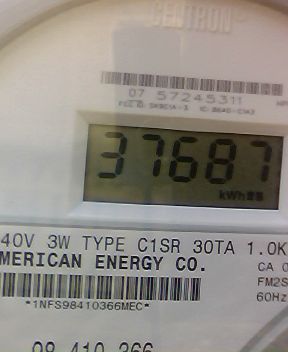 CENTRON
07 57245311
37687
kWh
40V 3W TYPE C1SR 30TA 1.0K
MERICAN ENERGY CO.
CA 0
FM2S
60Hz
*1NFS98410366MEC*
09 410 366